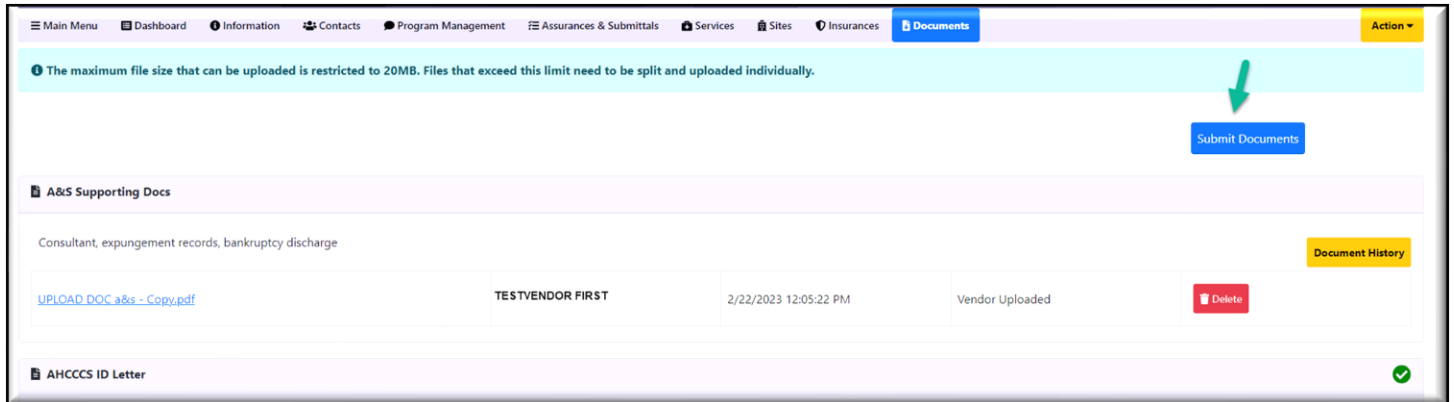 Main Menu Dashboard Information Contacts Program Management Assurances & Submittals Services Sites Insurances Documents Action
The maximum file size that can be uploaded is restricted to 20MB. Files that exceed this limit need to be split and uploaded individually.
Submit Documents
A&S Supporting Docs
Consultant, expungement records, bankruptcy discharge
Document History
UPLOAD DOC a&s - Copy.pdf TESTVENDOR FIRST 2/22/2023 12:05:22 PM Vendor Uploaded Delete
AHCCCS ID Letter